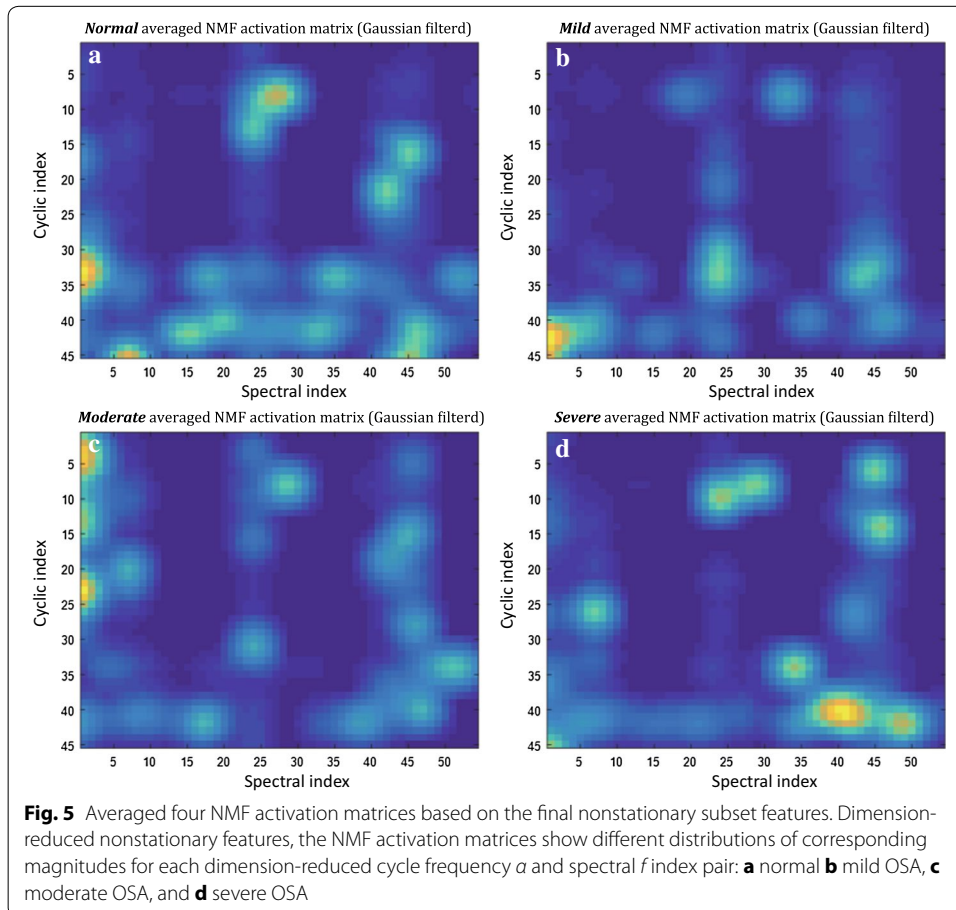 Normal averaged NMF activation matrix (Gaussian filterd)
Mild averaged NMF activation matrix (Gaussian filterd)
a
b
5
10
15
20
25
30
35
40
45
Cyclic index
5 10 15 20 25 30 35 40 45 50
Spectral index
5
10
15
20
25
30
35
40
45
Cyclic index
5 10 15 20 25 30 35 40 45 50
Spectral index
Moderate averaged NMF activation matrix (Gaussian filterd)
Severe averaged NMF activation matrix (Gaussian filterd)
c
d
5
10
15
20
25
30
35
40
45
Cyclic index
5 10 15 20 25 30 35 40 45 50
Spectral index
5
10
15
20
25
30
35
40
45
Cyclic index
5 10 15 20 25 30 35 40 45 50
Spectral index
Fig. 5 Averaged four NMF activation matrices based on the final nonstationary subset features. Dimension-
reduced nonstationary features, the NMF activation matrices show different distributions of corresponding
magnitudes for each dimension-reduced cycle frequency α and spectral f index pair: a normal b mild OSA, c
moderate OSA, and d severe OSA